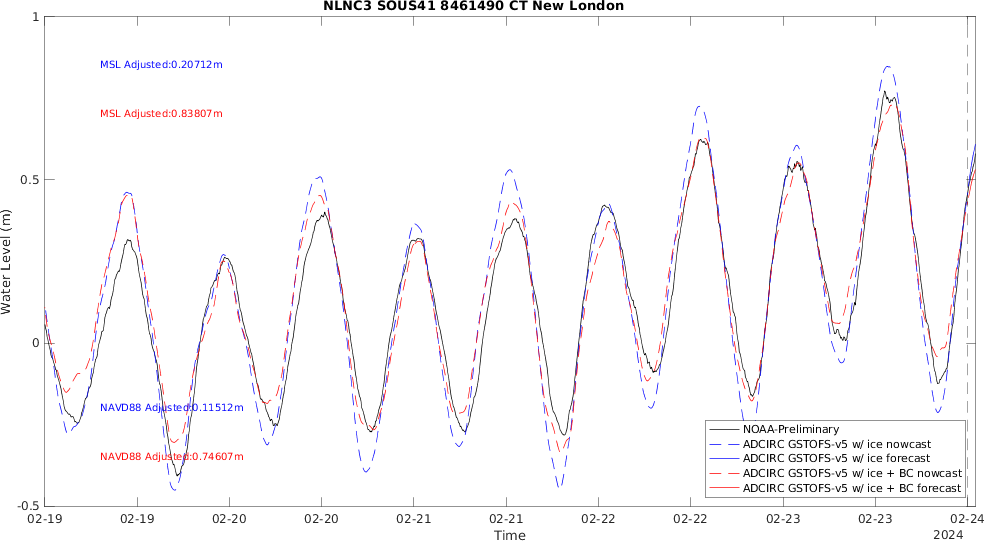 NLNC3 SOUS41 8461490 CT New London
1
MSL Adjusted:0.20712m
MSL Adjusted:0.83807m
0.5
Water Level (m)
0
NAVD88 Adjusted:0.11512m
NAVD88 Adjusted:0.74607m
NOAA-Preliminary
ADCIRC GSTOFS-v5 w/ ice nowcast
ADCIRC GSTOFS-v5 w/ ice forecast
ADCIRC GSTOFS-v5 w/ ice + BC nowcast
ADCIRC GSTOFS-v5 w/ ice + BC forecast
-0.5
02-19 02-19 02-20 02-20 02-21 02-21 02-22 02-22 02-23 02-23 02-24
Time
2024